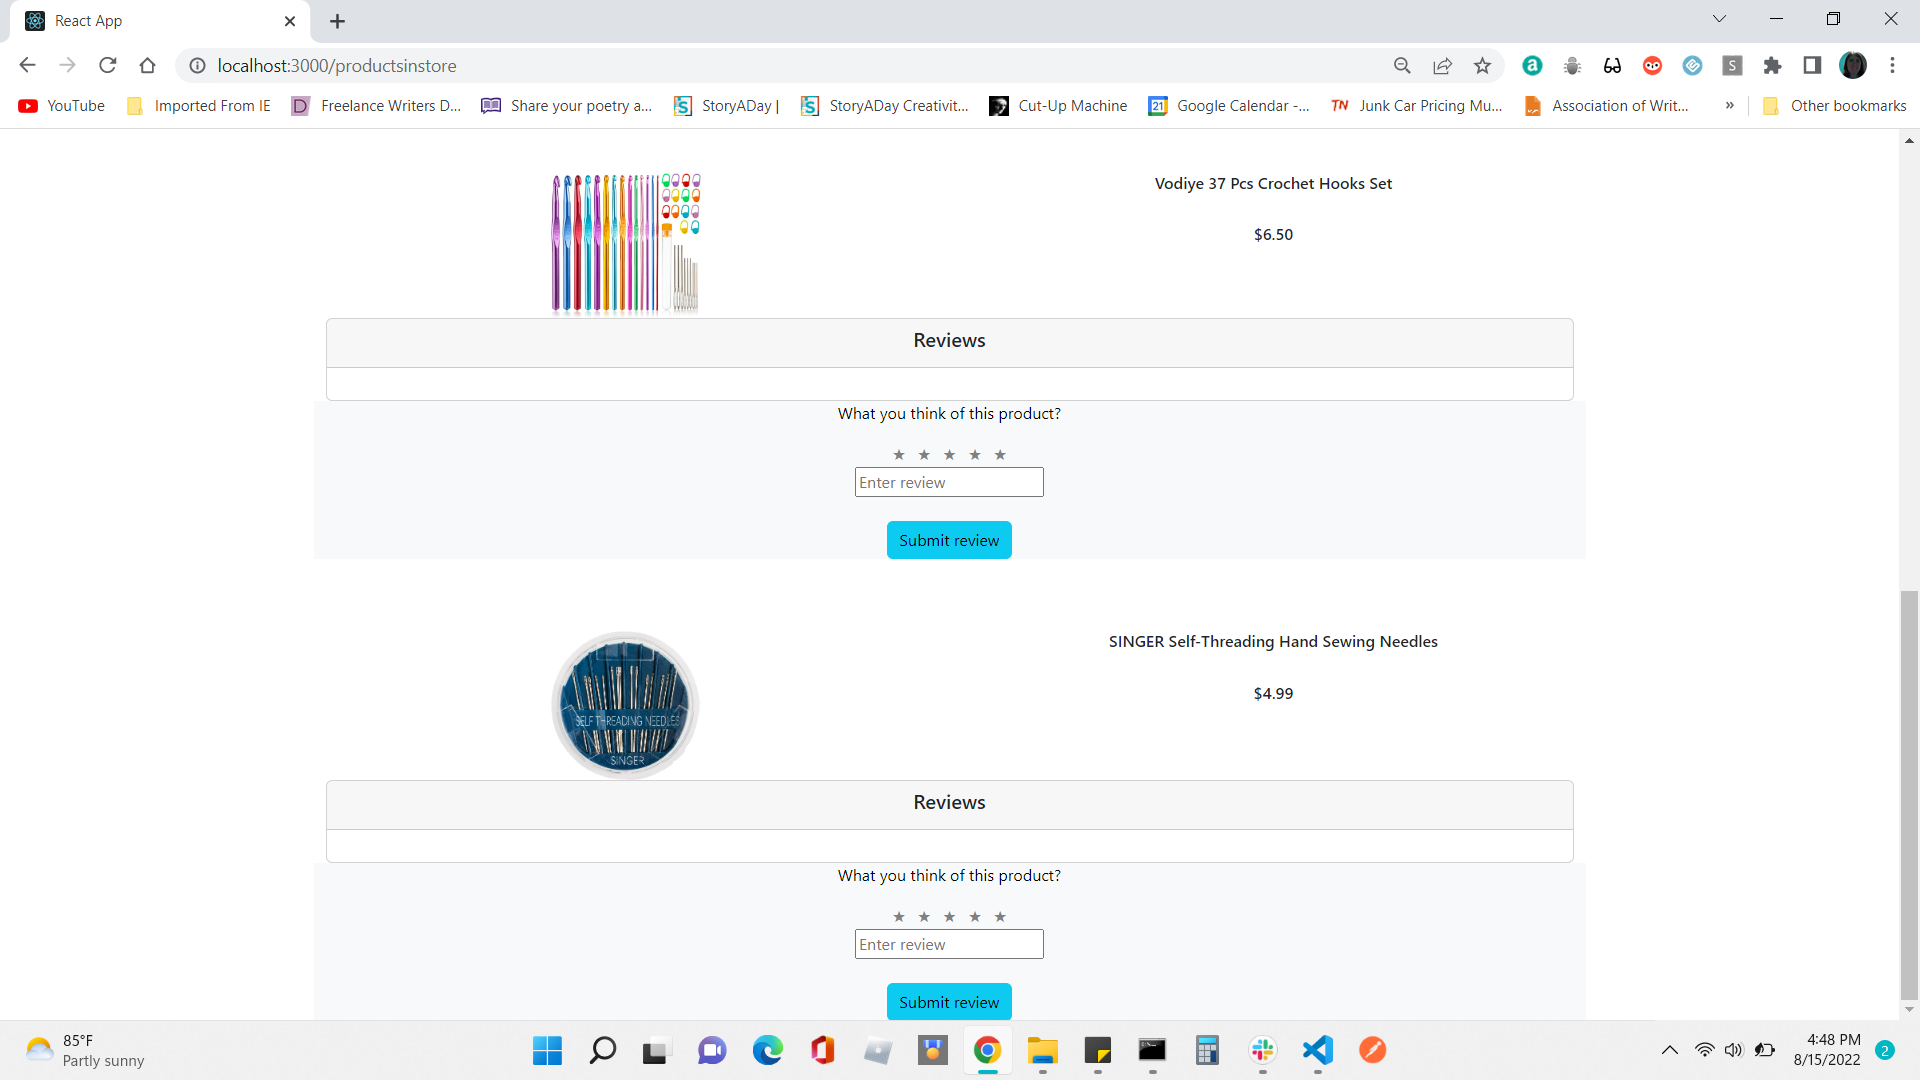 React App
localhost:3000/productsinstore
YouTube
Imported From IE
Freelance Writers D...
Share your poetry a...
StoryADay |
StoryADay Creativit...
Cut-Up Machine
21
Google Calendar -...
TN
Junk Car Pricing Mu...
Association of Writ...
»
Other bookmarks
Vodiye 37 Pcs Crochet Hooks Set
$6.50
Reviews
What you think of this product?
★ ★ ★ ★ ★
Enter review
Submit review
SINGER Self-Threading Hand Sewing Needles
$4.99
SELF THREADING NEEDLES
SINGER
Reviews
What you think of this product?
★ ★ ★ ★ ★
Enter review
Submit review
85°F
Partly sunny
4:48 PM
8/15/2022
2